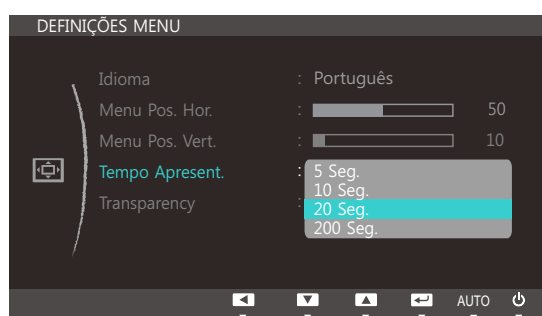 DEFINIÇÕES MENU
Idioma : Português
Menu Pos. Hor. : 50
Menu Pos. Vert. : 10
Tempo Apresent. : 5 Seg.
10 Seg.
Transparency : 20 Seg.
200 Seg.
AUTO